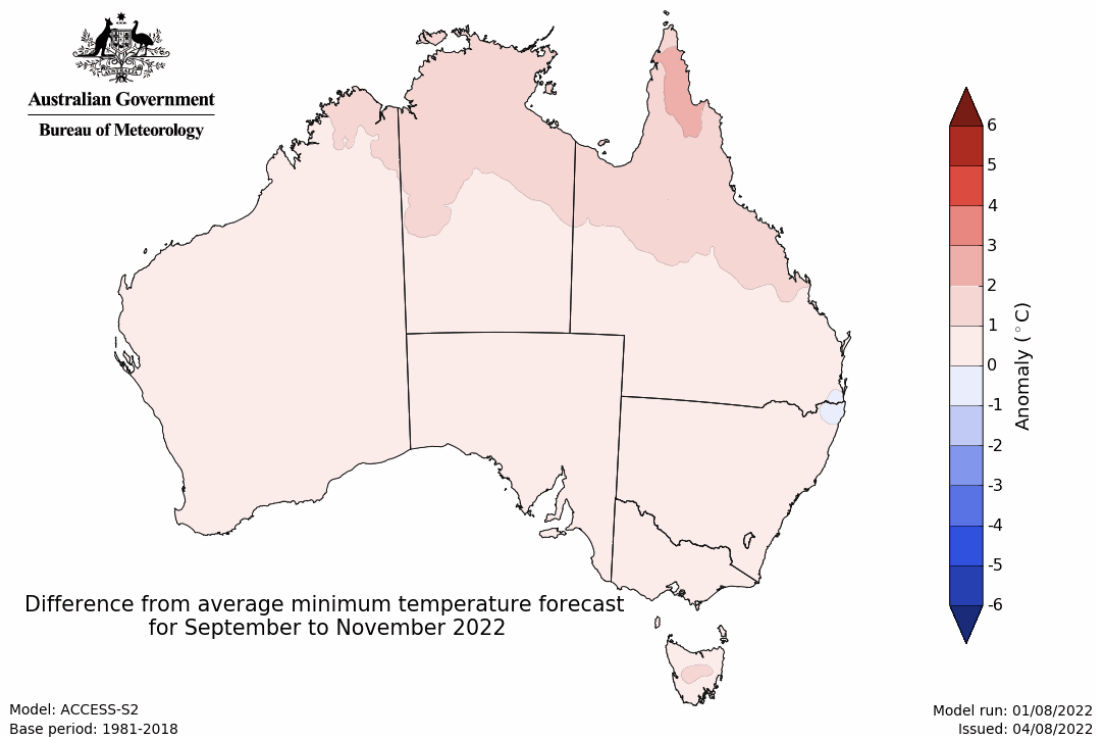 Australian Government
Bureau of Meteorology
6
5
4
3
2
1
0
-1
-2
-3
-4
-5
-6
Anomaly (°C)
Difference from average minimum temperature forecast
for September to November 2022
Model: ACCESS-S2
Base period: 1981-2018
Model run: 01/08/2022
Issued: 04/08/2022